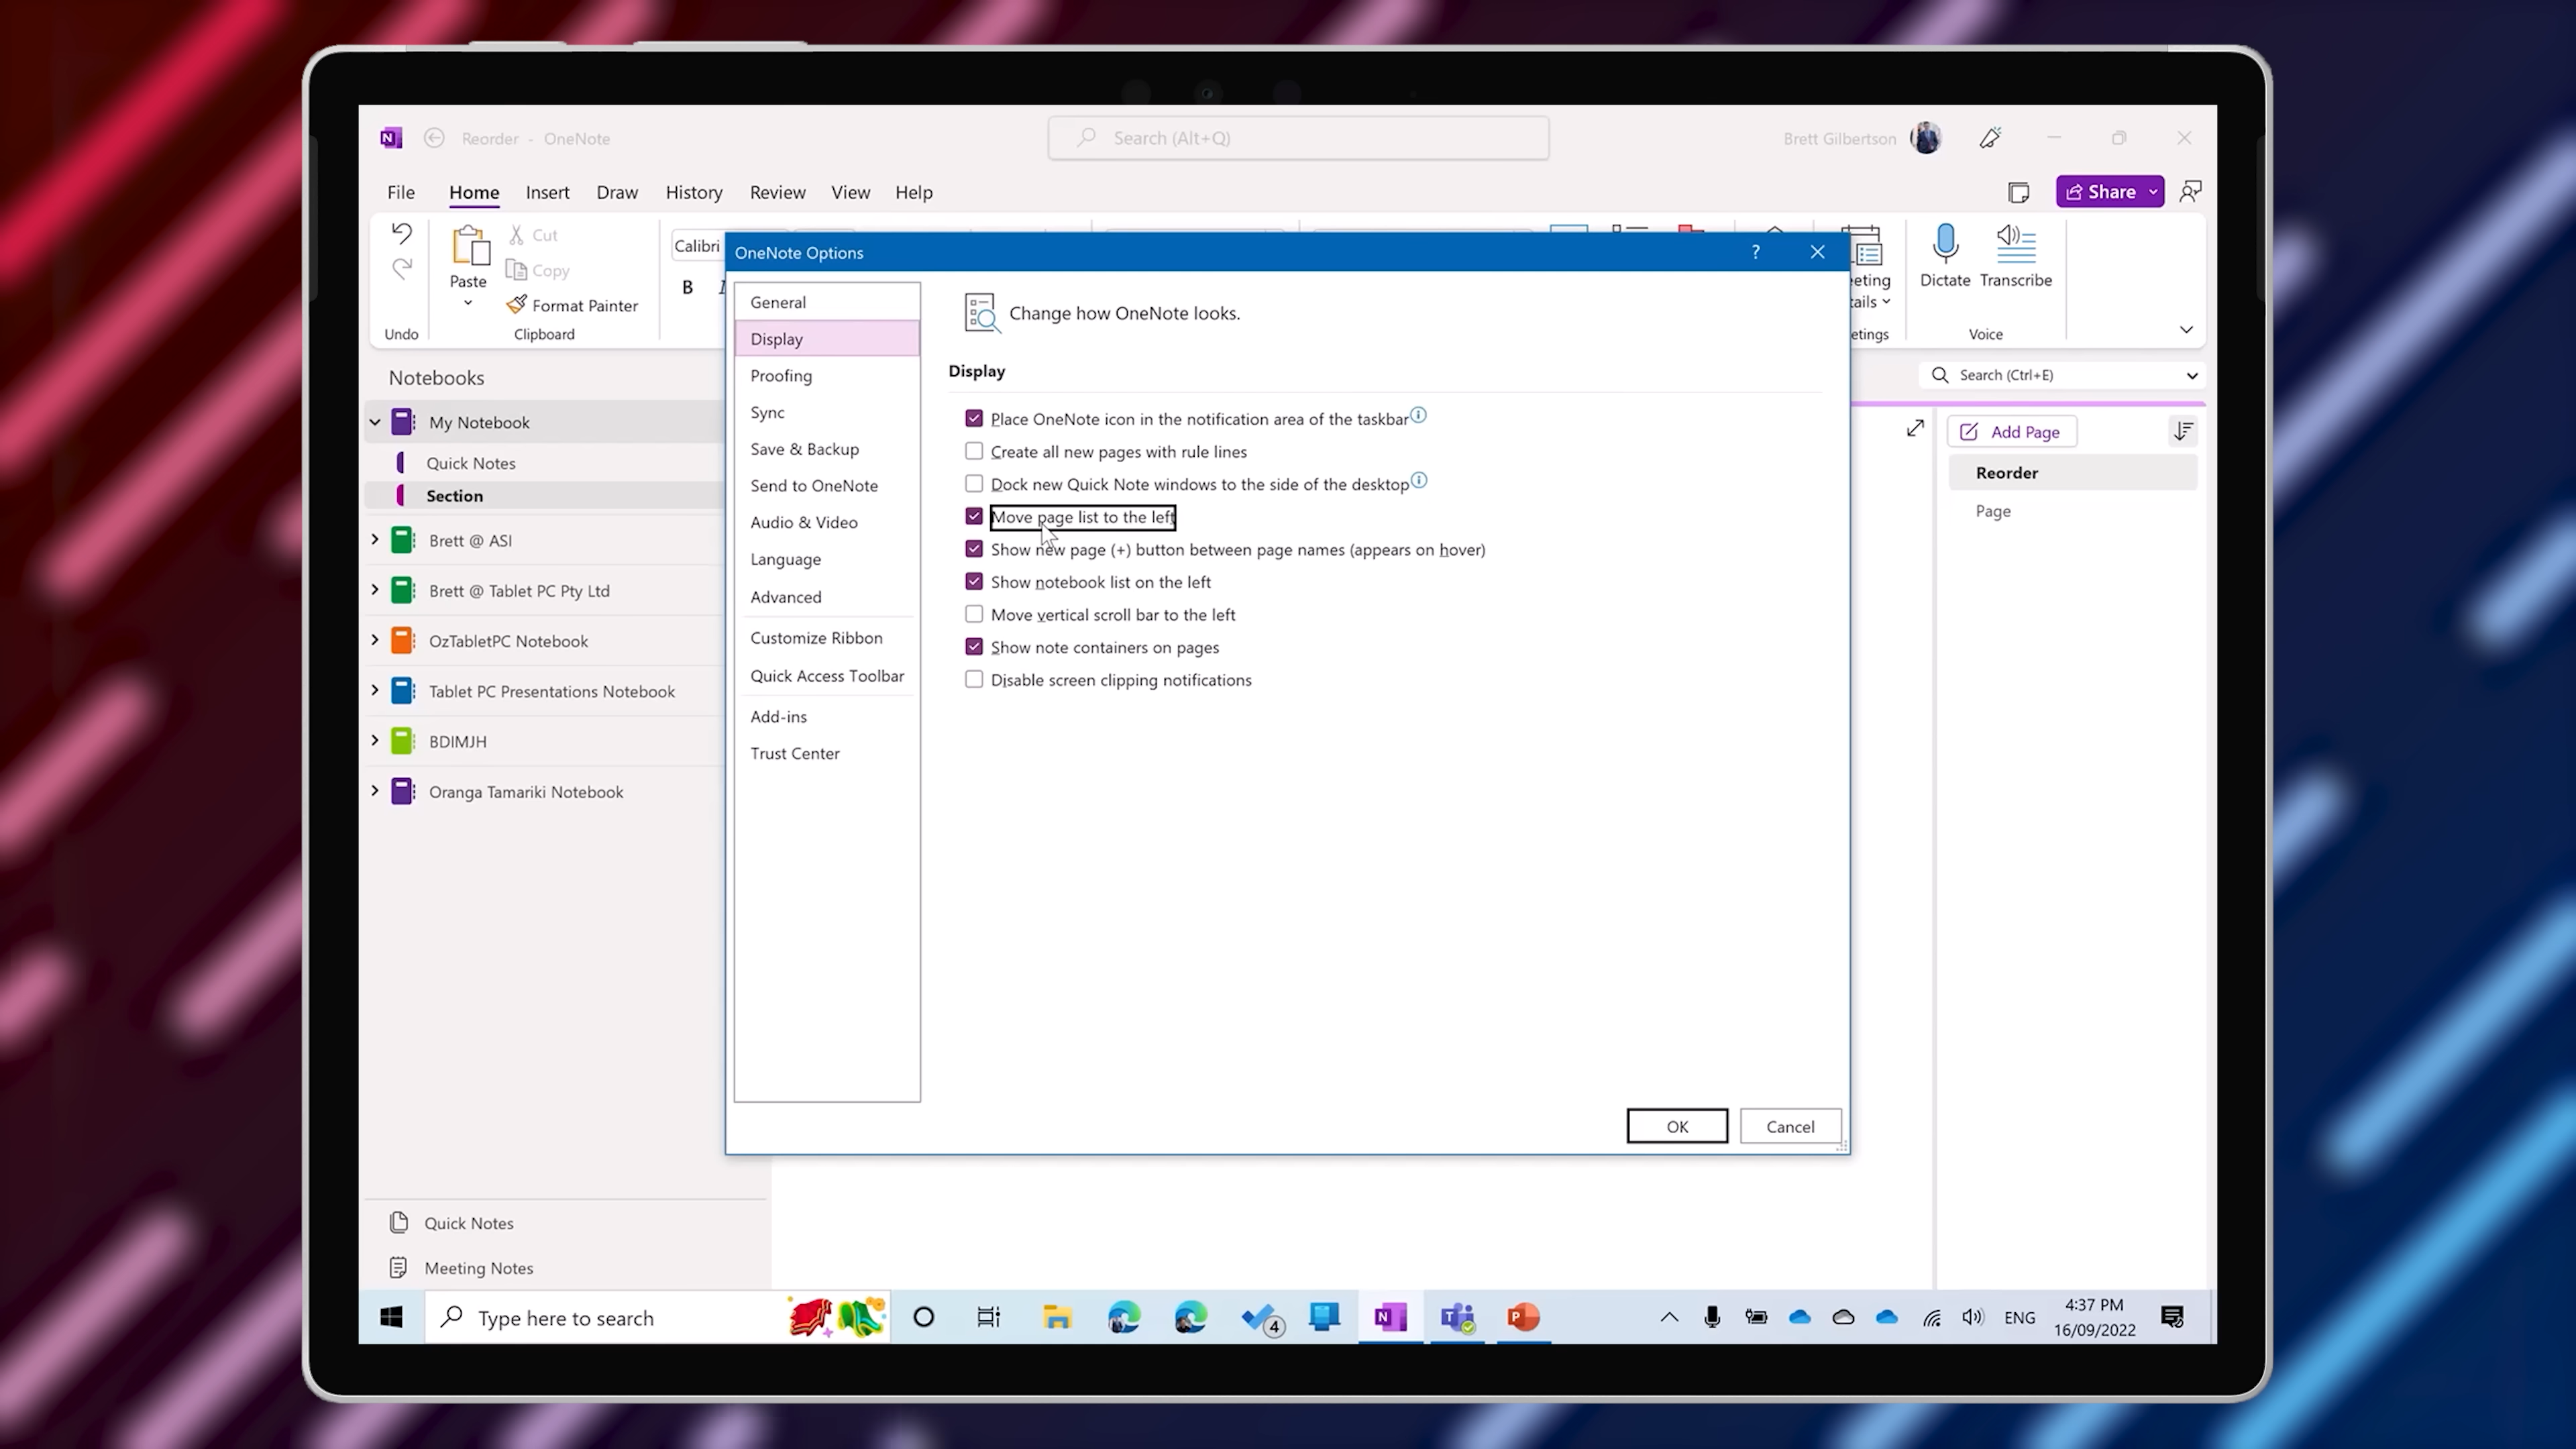 Reorder - OneNote
Search (Alt+Q)
Brett Gilbertson
File Home Insert Draw History Review View Help
Share
Paste
Cut
Copy
Format Painter
Undo
Clipboard
Calibri
B
Dictate
Transcribe
Voice
Search (Ctrl+E)
Notebooks
My Notebook
Quick Notes
Section
Brett @ ASI
Brett @ Tablet PC Pty Ltd
OzTabletPC Notebook
Tablet PC Presentations Notebook
BDIMJH
Oranga Tamariki Notebook
Quick Notes
Meeting Notes
OneNote Options
?
General
Display
Proofing
Sync
Save & Backup
Send to OneNote
Audio & Video
Language
Advanced
Customize Ribbon
Quick Access Toolbar
Add-ins
Trust Center
Change how OneNote looks.
Display
Place OneNote icon in the notification area of the taskbar
Create all new pages with rule lines
Dock new Quick Note windows to the side of the desktop
Move page list to the left
Show new page (+) button between page names (appears on hover)
Show notebook list on the left
Move vertical scroll bar to the left
Show note containers on pages
Disable screen clipping notifications
OK
Cancel
Add Page
Reorder
Page
Type here to search
4
ENG
4:37 PM
16/09/2022